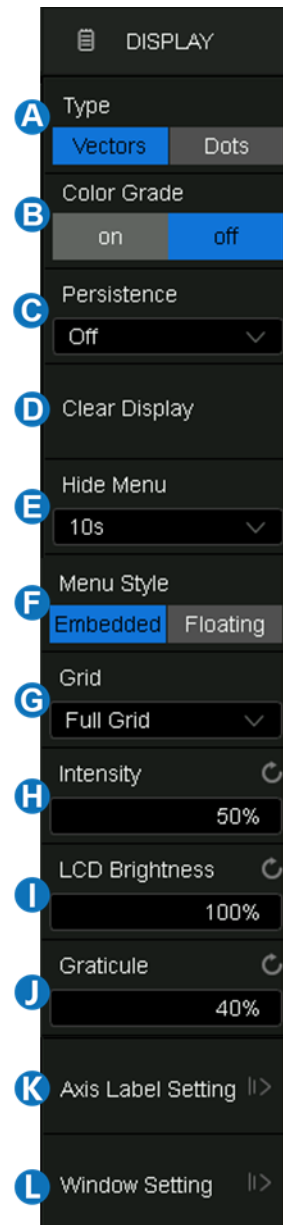 DISPLAY
A
Type
Vectors Dots
B
Color Grade
on off
C
Persistence
Off
D
Clear Display
E
Hide Menu
10s
F
Menu Style
Embedded Floating
G
Grid
Full Grid
H
Intensity
50%
I
LCD Brightness
100%
J
Graticule
40%
K
Axis Label Setting
L
Window Setting